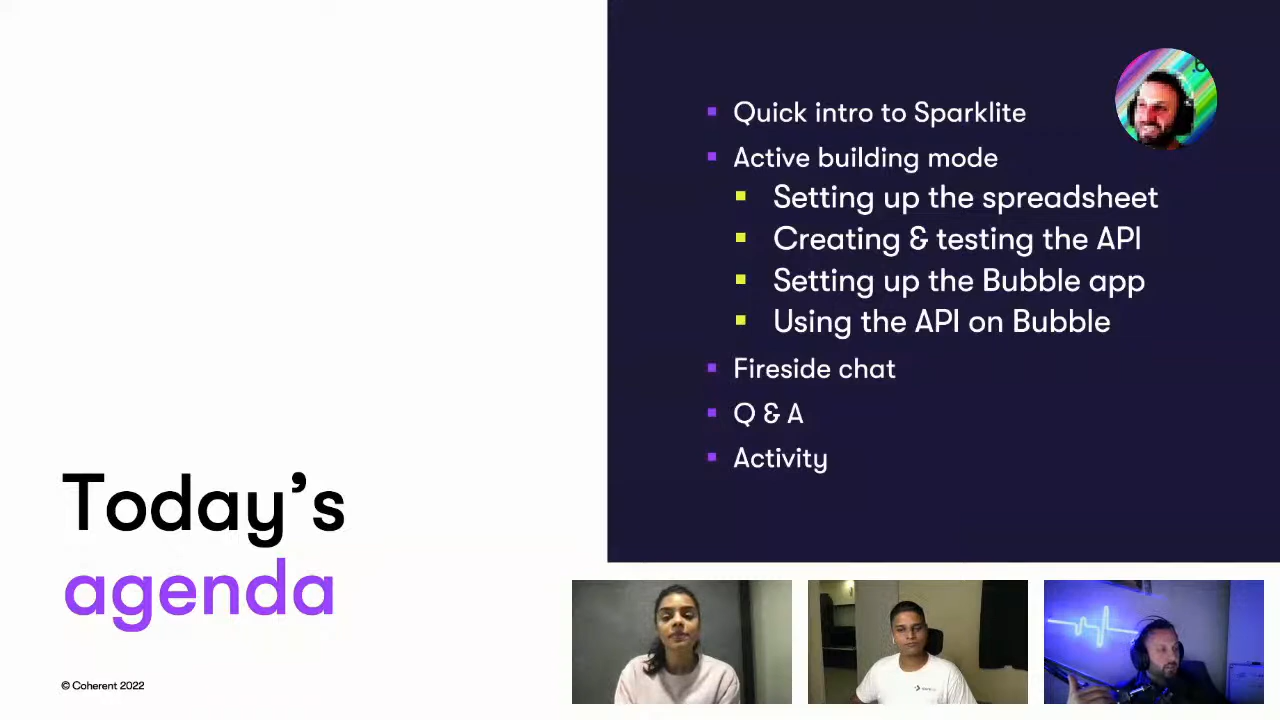 Quick intro to Sparklite
Active building mode
Setting up the spreadsheet
Creating & testing the API
Setting up the Bubble app
Using the API on Bubble
Fireside chat
Q & A
Activity
Today's
agenda
© Coherent 2022